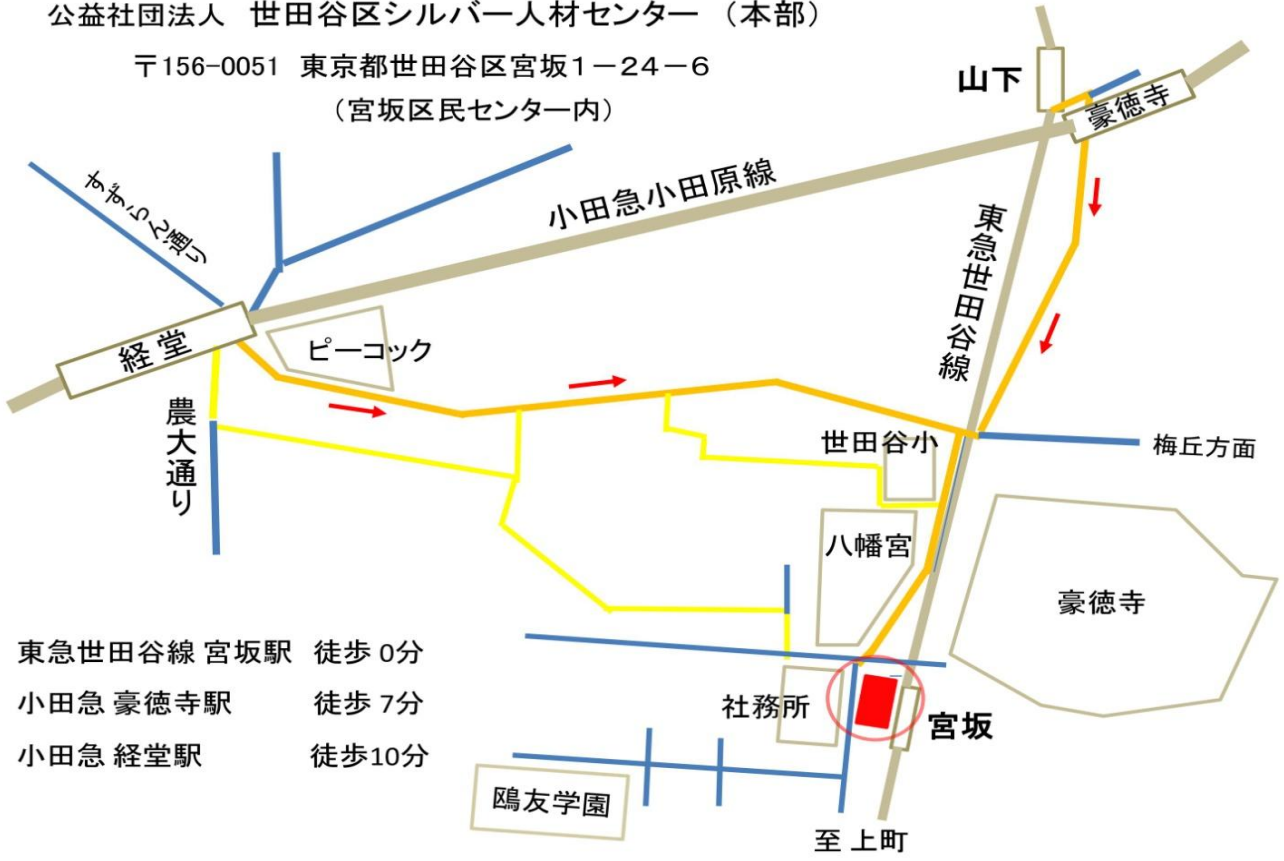 公益社団法人 世田谷区シルバー人材センター （本部）
〒156-0051 東京都世田谷区宮坂１－２４－６
（宮坂区民センター内）
山下
豪徳寺
すずらん通り
小田急小田原線
東急世田谷線
経堂
ピーコック
農大通り
世田谷小
梅丘方面
八幡宮
豪徳寺
東急世田谷線 宮坂駅 徒歩 0分
小田急 豪徳寺駅 徒歩 7分
小田急 経堂駅 徒歩10分
社務所
宮坂
鴎友学園
至 上町